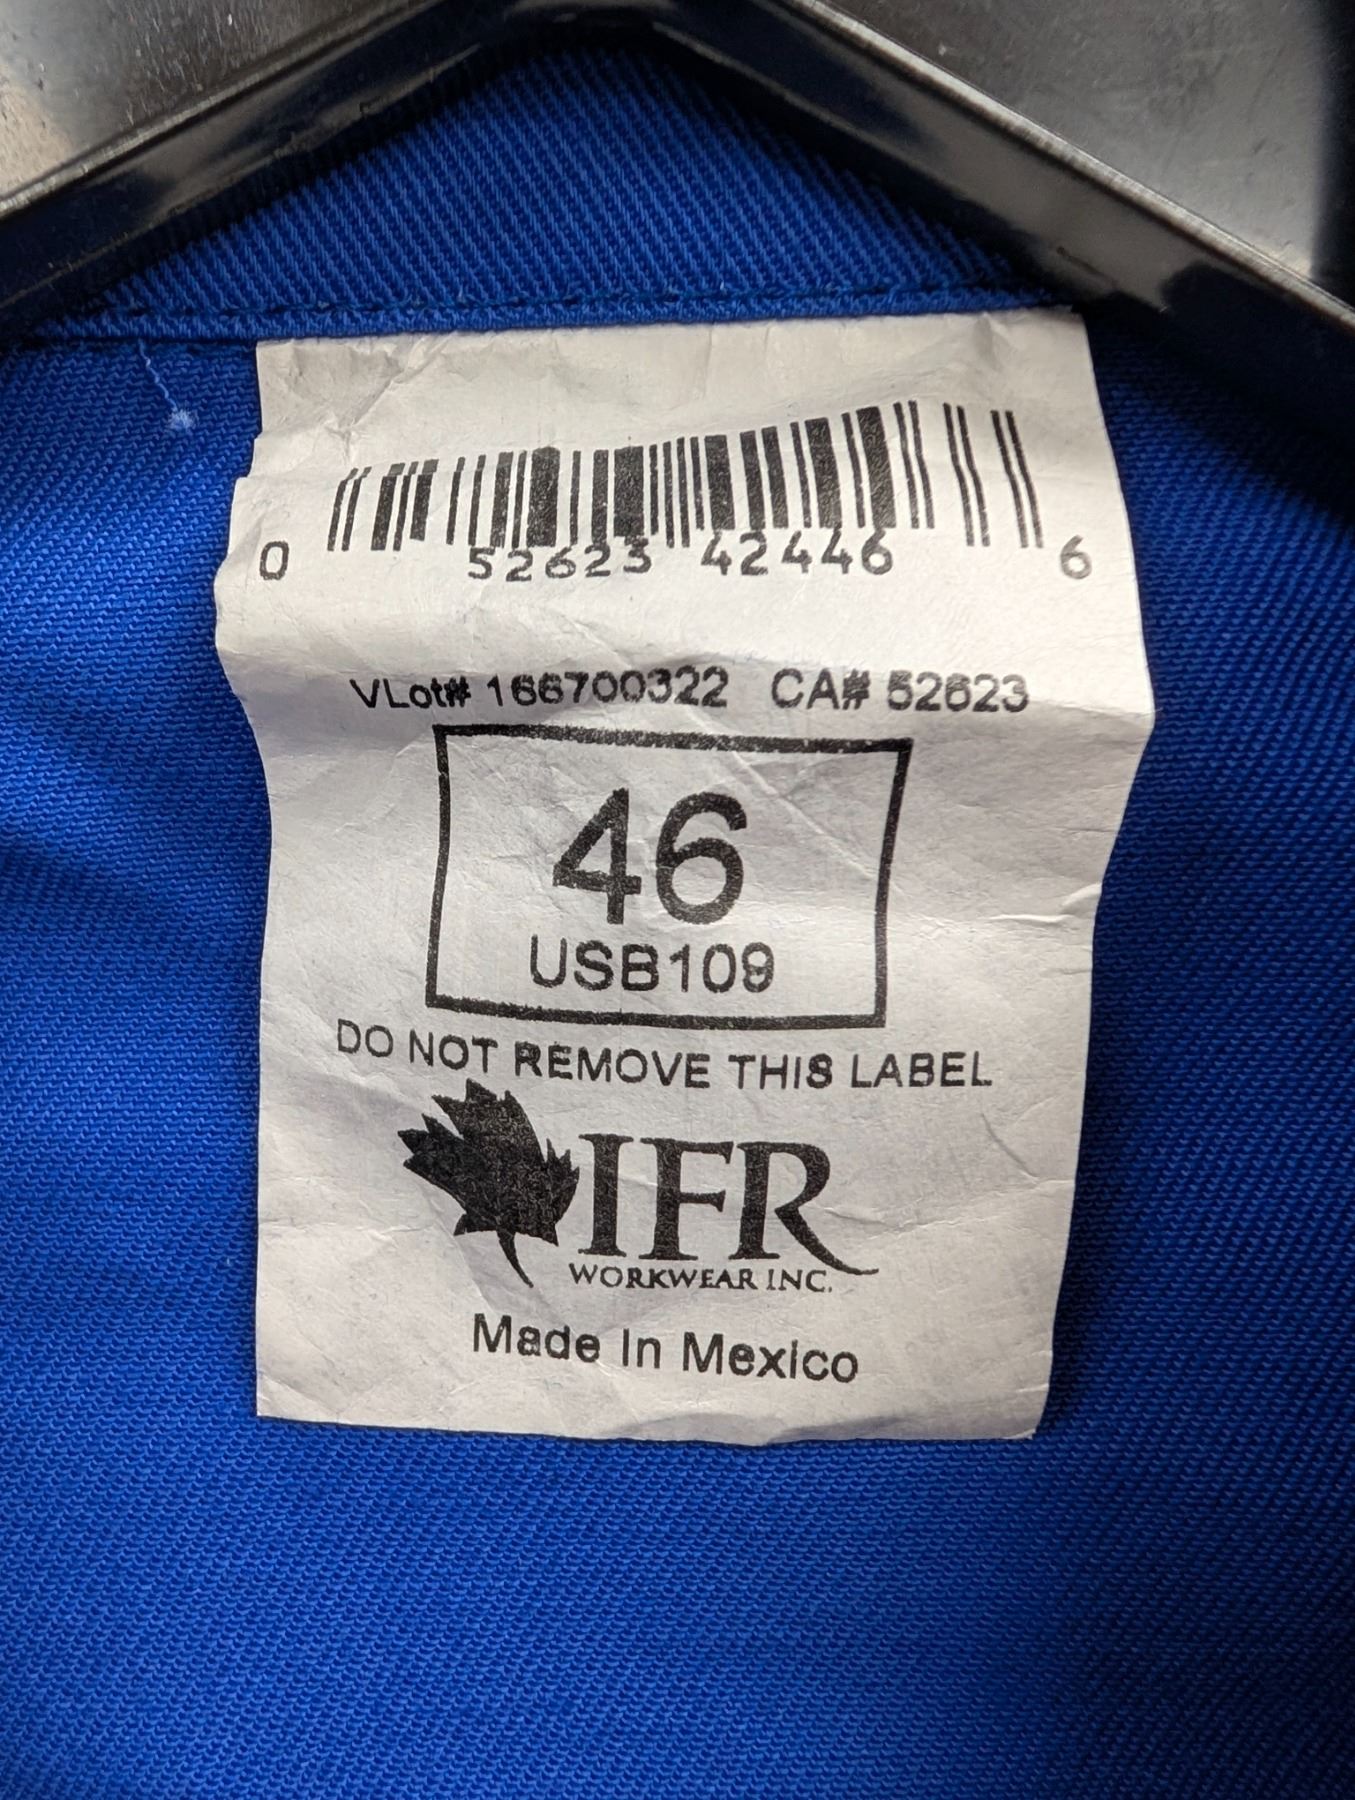 0 52623 42446 6
VLot# 166700322 CA# 52623
46
USB109
DO NOT REMOVE THIS LABEL
IFR
WORKWEAR INC.
Made In Mexico